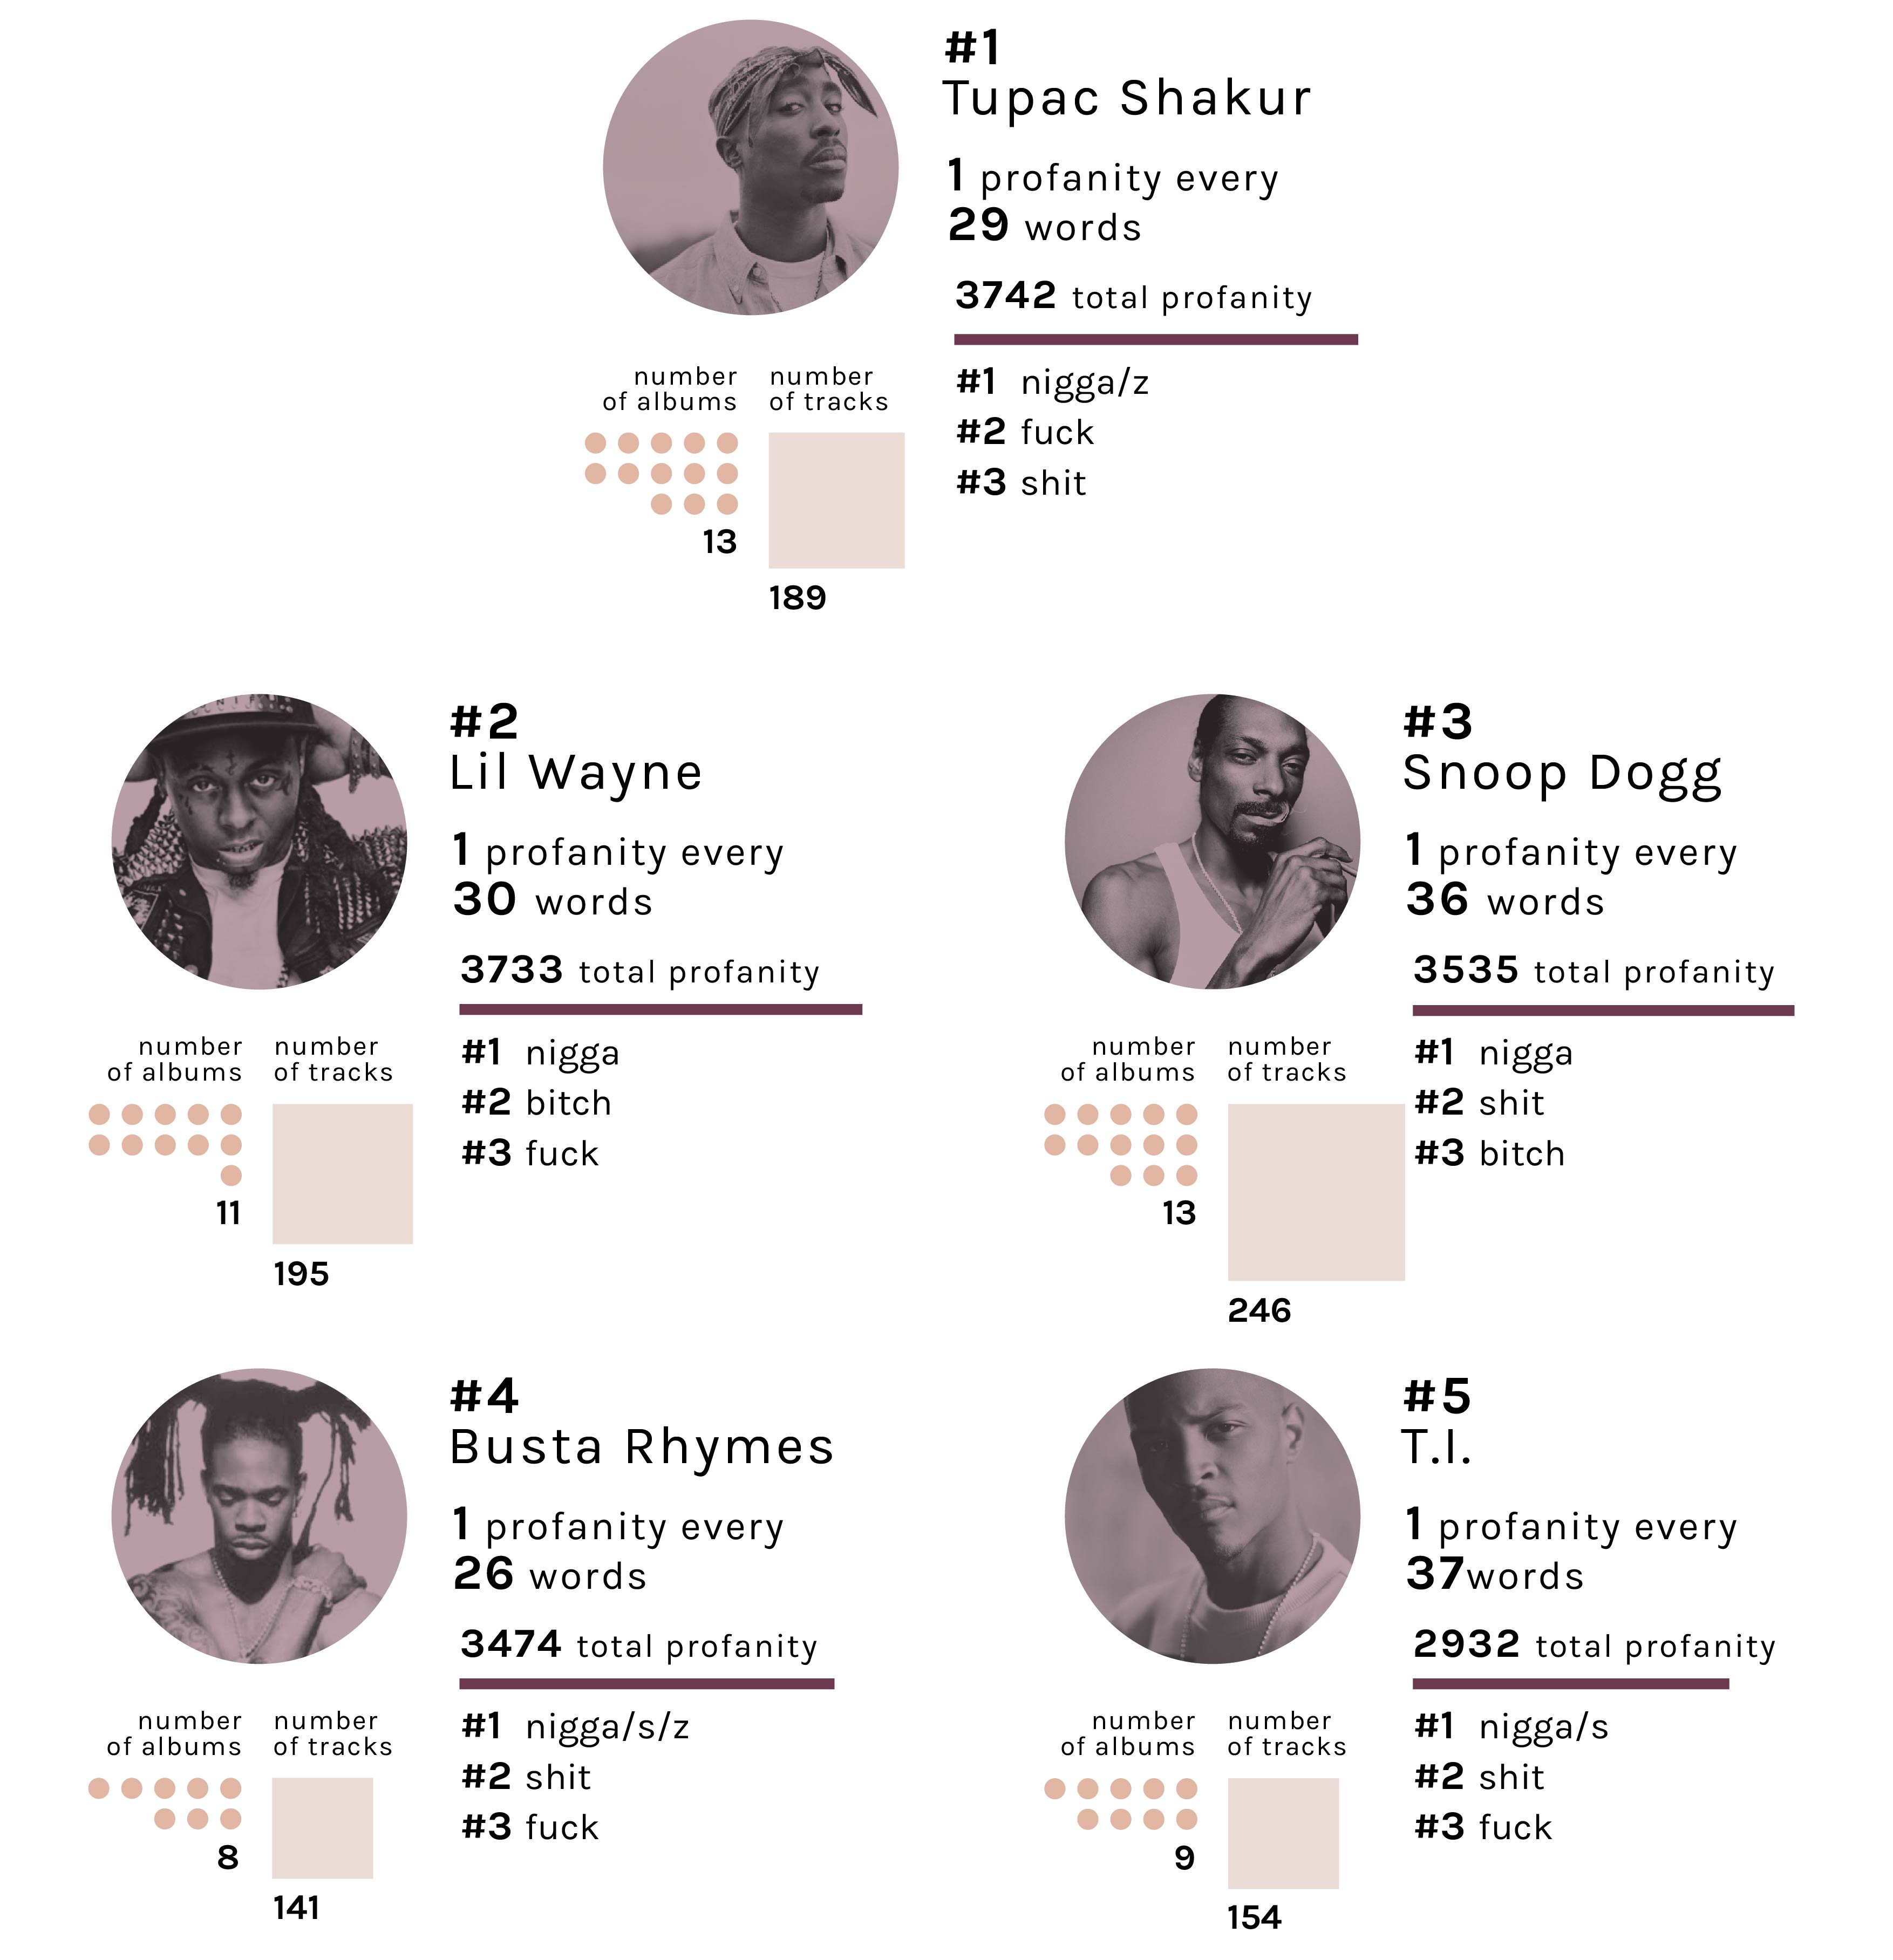 #1
Tupac Shakur
1 profanity every
29 words
3742 total profanity
number
of albums
number
of tracks
13
189
#1 nigga/z
#2 fuck
#3 shit
#2
Lil Wayne
1 profanity every
30 words
3733 total profanity
number
of albums
number
of tracks
11
195
#1 nigga
#2 bitch
#3 fuck
#3
Snoop Dogg
1 profanity every
36 words
3535 total profanity
number
of albums
number
of tracks
13
246
#1 nigga
#2 shit
#3 bitch
#4
Busta Rhymes
1 profanity every
26 words
3474 total profanity
number
of albums
number
of tracks
8
141
#1 nigga/s/z
#2 shit
#3 fuck
#5
T.I.
1 profanity every
37words
2932 total profanity
number
of albums
number
of tracks
9
154
#1 nigga/s
#2 shit
#3 fuck